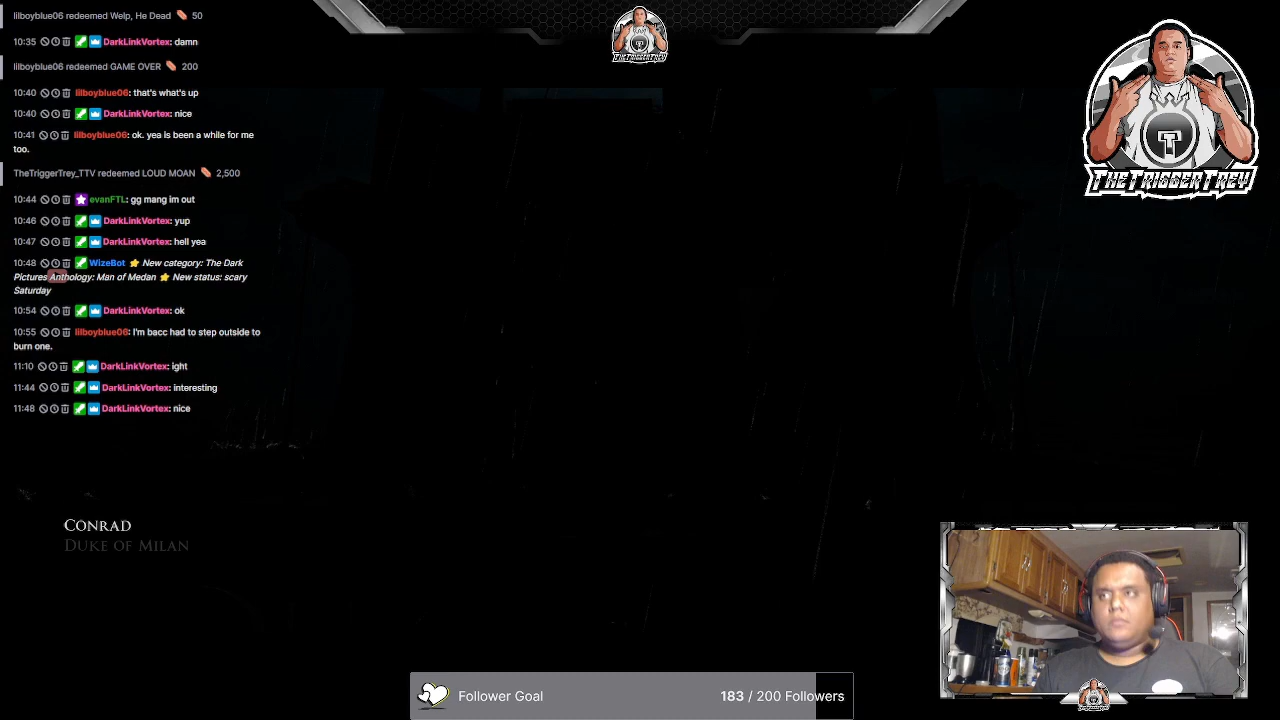 lilboyblue06 redeemed Welp, He Dead 50
10:35 DarkLinkVortex: damn
lilboyblue06 redeemed GAME OVER 200
10:40 lilboyblue06: that's what's up
10:40 DarkLinkVortex: nice
10:41 lilboyblue06: ok. yea is been a while for me
too.
TheTriggerTrey_TTV redeemed LOUD MOAN 2,500
10:44 evanFTL: gg mang im out
10:46 DarkLinkVortex: yup
10:47 DarkLinkVortex: hell yea
10:48 WizeBot ⭐ New category: The Dark
Pictures Anthology: Man of Medan ⭐ New status: scary
Saturday
10:54 DarkLinkVortex: ok
10:55 lilboyblue06: I'm bacc had to step outside to
burn one.
11:10 DarkLinkVortex: ight
11:44 DarkLinkVortex: interesting
11:48 DarkLinkVortex: nice
THETRIGGERTREY
T
THETRIGGERTREY
Conrad
Duke of Milan
Follower Goal 183 / 200 Followers